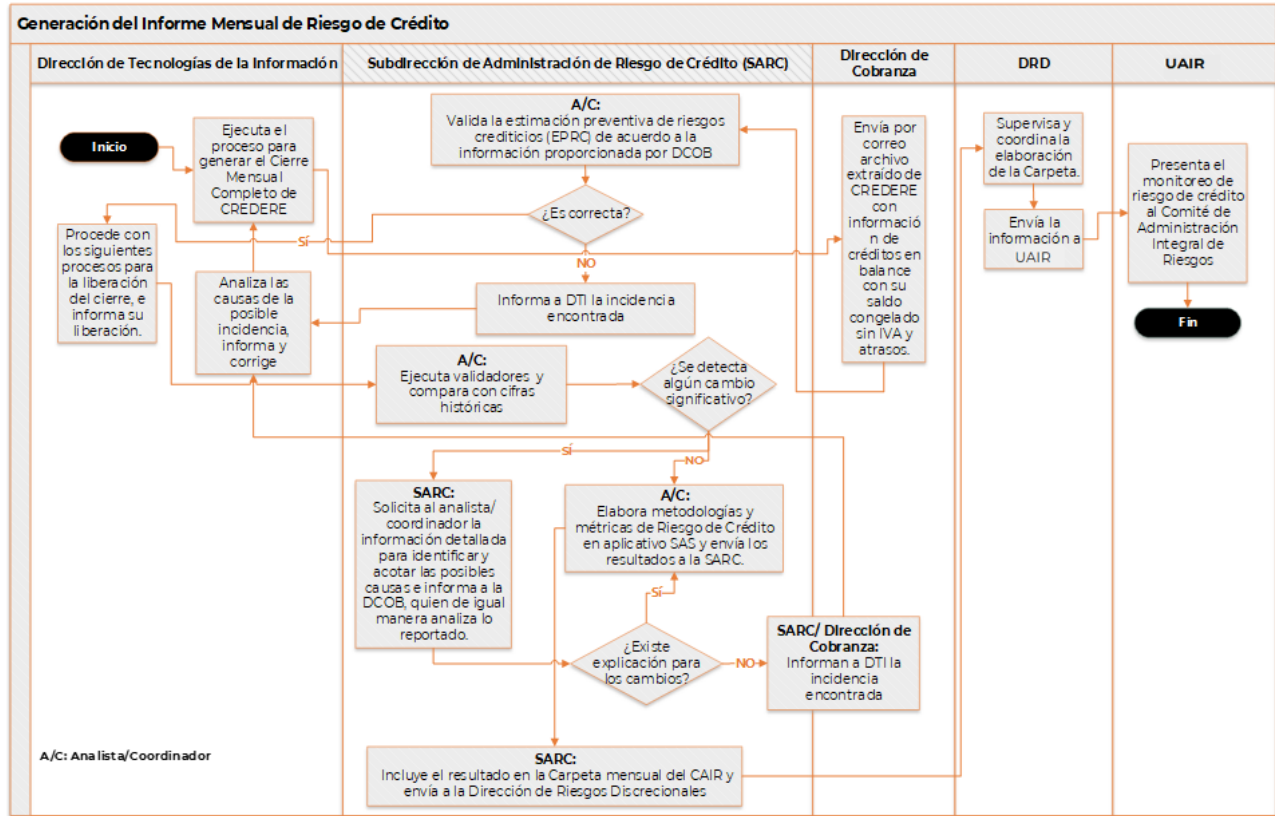 Generación del Informe Mensual de Riesgo de Crédito
Dirección de Tecnologías de la Información
Subdirección de Administración de Riesgo de Crédito (SARC)
Dirección de
Cobranza
DRD
UAIR
Inicio
Ejecuta el
proceso para
generar el Cierre
Mensual
Completo de
CREDERE
Procede con
los siguientes
procesos para
la liberación
del cierre, e
informa su
liberación.
Analiza las
causas de la
posible
incidencia,
informa y
corrige
A/C: Analista/Coordinador
A/C:
Valida la estimación preventiva de riesgos
crediticios (EPRC) de acuerdo a la
información proporcionada por DCOB
¿Es correcta?
Sí
NO
Informa a DTI la incidencia
encontrada
A/C:
Ejecuta validadores y
compara con cifras
históricas
¿Se detecta
algún cambio
significativo?
SÍ
NO
SARC:
Solicita al analista/
coordinador la
información detallada
para identificar y
acotar las posibles
causas e informa a la
DCOB, quien de igual
manera analiza lo
reportado.
A/C:
Elabora metodologías y
métricas de Riesgo de Crédito
en aplicativo SAS y envía los
resultados a la SARC.
Sí
¿Existe
explicación para
los cambios?
NO
SARC/ Dirección de
Cobranza:
Informan a DTI la
incidencia
encontrada
SARC:
Incluye el resultado en la Carpeta mensual del CAIR y
envía a la Dirección de Riesgos Discrecionales
Envía por
correo
archivo
extraído de
CREDERE
con
informació
n de
créditos en
balance
con su
saldo
congelado
sin IVA y
atrasos.
Supervisa y
coordina la
elaboración
de la Carpeta.
Envía la
información a
UAIR
Presenta el
monitoreo de
riesgo de crédito
al Comité de
Administración
Integral de
Riesgos
Fin